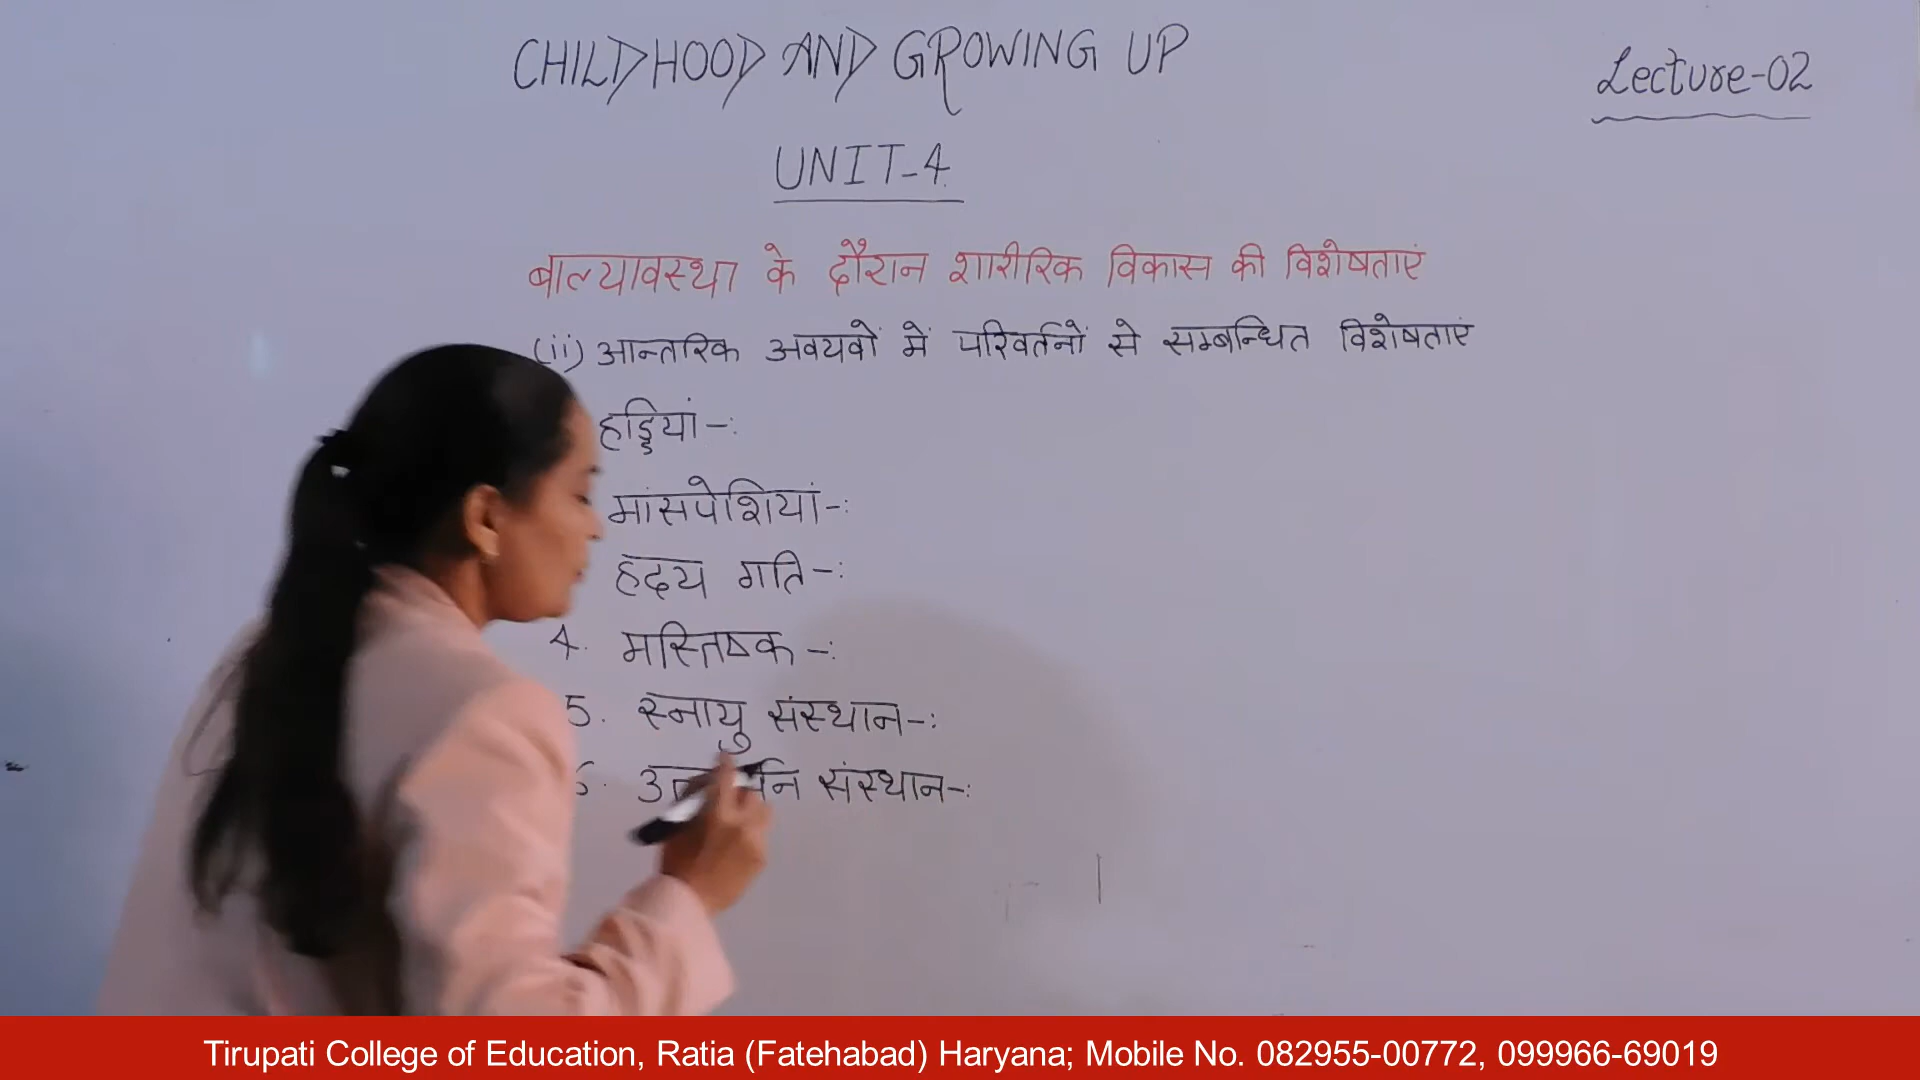 CHILDHOOD AND GROWING UP
Lecture-02
UNIT-4
बाल्यावस्था के दौरान शारीरिक विकास की विशेषताएं
(ii) आन्तरिक अवयवों में परिवर्तनों से सम्बन्धित विशेषताएं
हड्डियां-:
मांसपेशियां-:
हृदय गति-:
4. मस्तिष्क-:
5. स्नायु संस्थान-:
संस्थान-:
Tirupati College of Education, Ratia (Fatehabad) Haryana; Mobile No. 082955-00772, 099966-69019